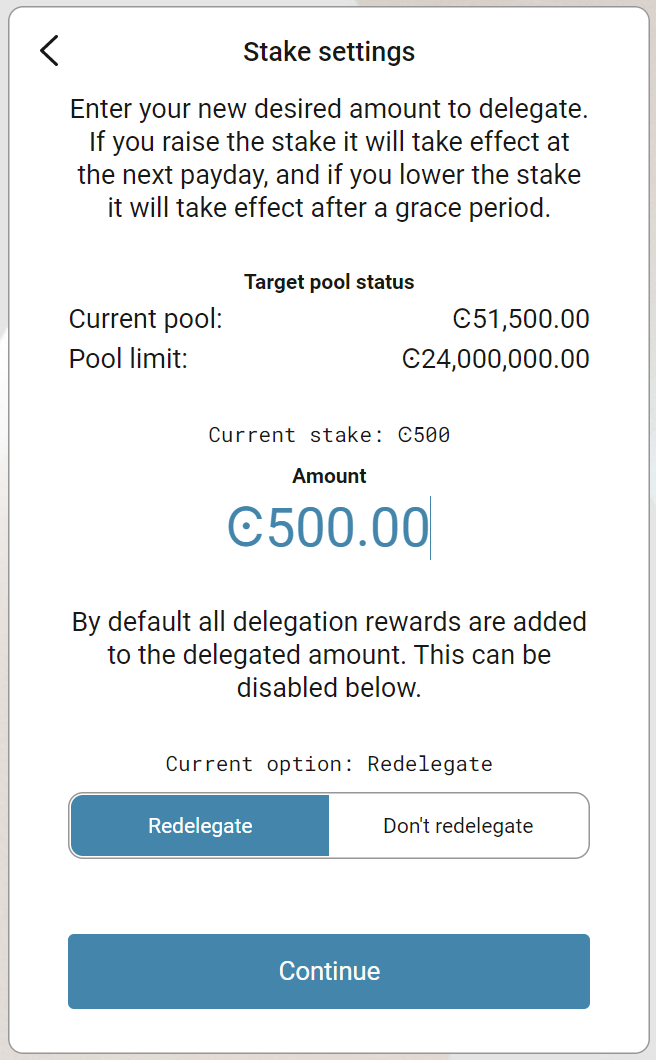 Stake settings
Enter your new desired amount to delegate.
If you raise the stake it will take effect at
the next payday, and if you lower the stake
it will take effect after a grace period.
Target pool status
Current pool: Ͼ51,500.00
Pool limit: Ͼ24,000,000.00
Current stake: Ͼ500
Amount
Ͼ500.00
By default all delegation rewards are added
to the delegated amount. This can be
disabled below.
Current option: Redelegate
Redelegate Don't redelegate
Continue